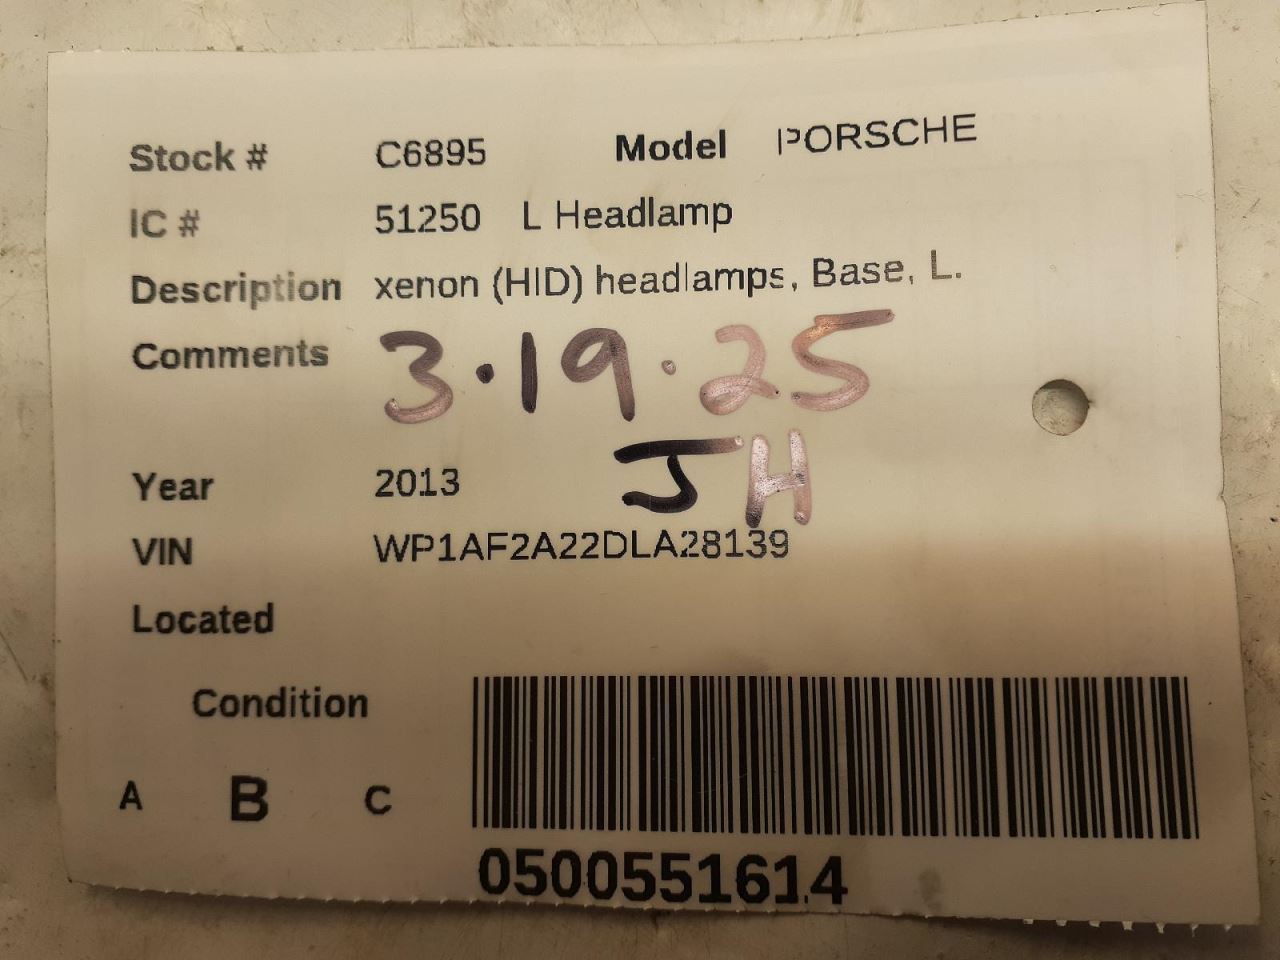 Stock # C6895 Model PORSCHE
IC # 51250 L Headlamp
Description xenon (HID) headlamps, Base, L.
Comments 3.19.25
JH
Year 2013
VIN WP1AF2A22DLA28139
Located
Condition
A B C
0500551614